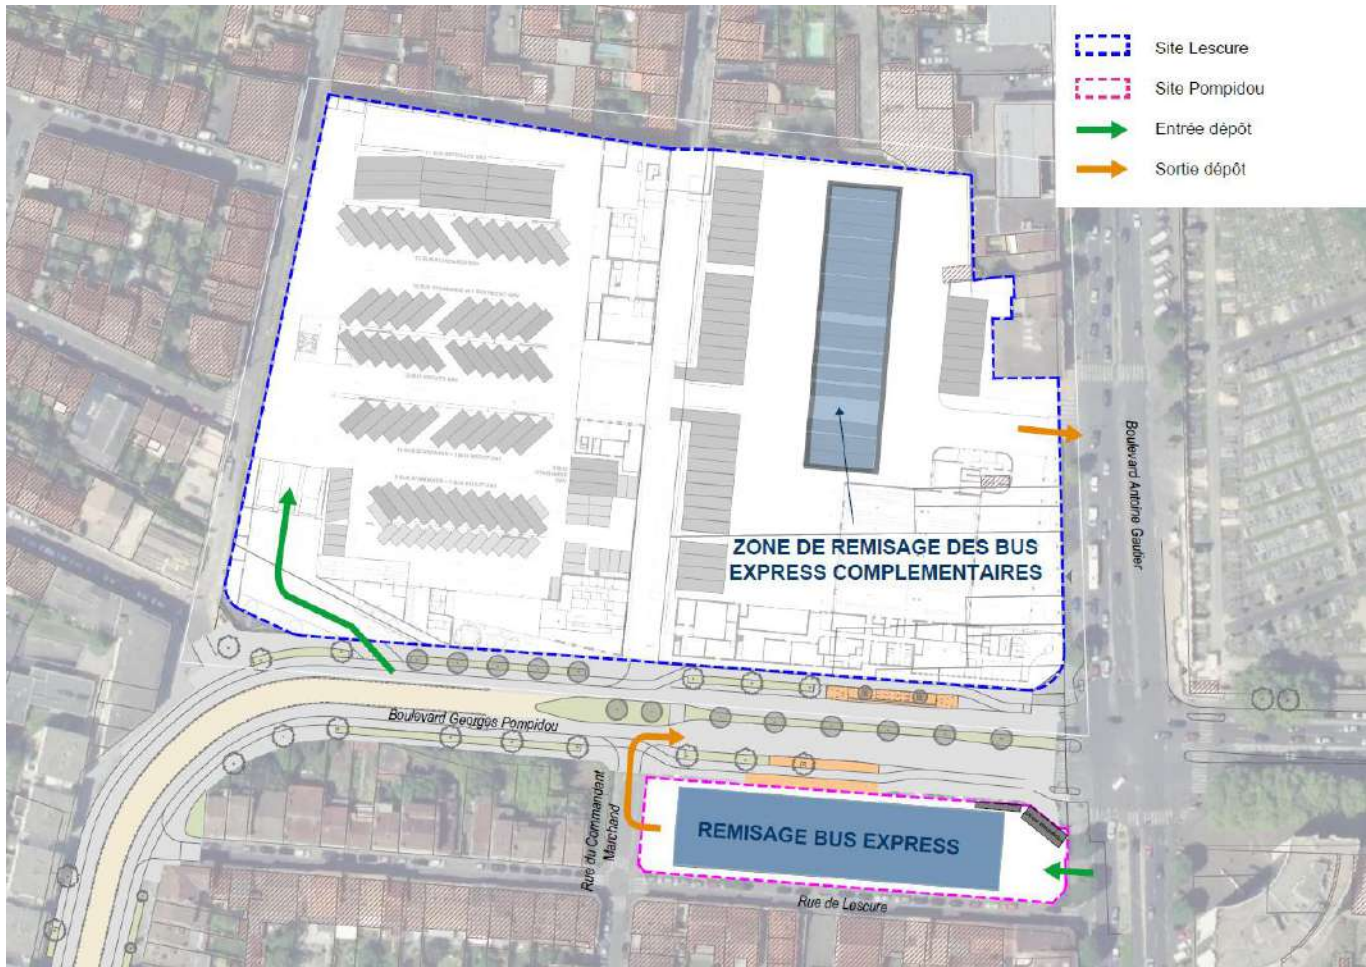 Site Lescure
Site Pompidou
Entrée dépôt
Sortie dépôt
Boulevard Antoine Gautier
ZONE DE REMISAGE DES BUS
EXPRESS COMPLEMENTAIRES
Boulevard Georges Pompidou
Rue du Commandant
Marchand
REMISAGE BUS EXPRESS
Rue de Lescure